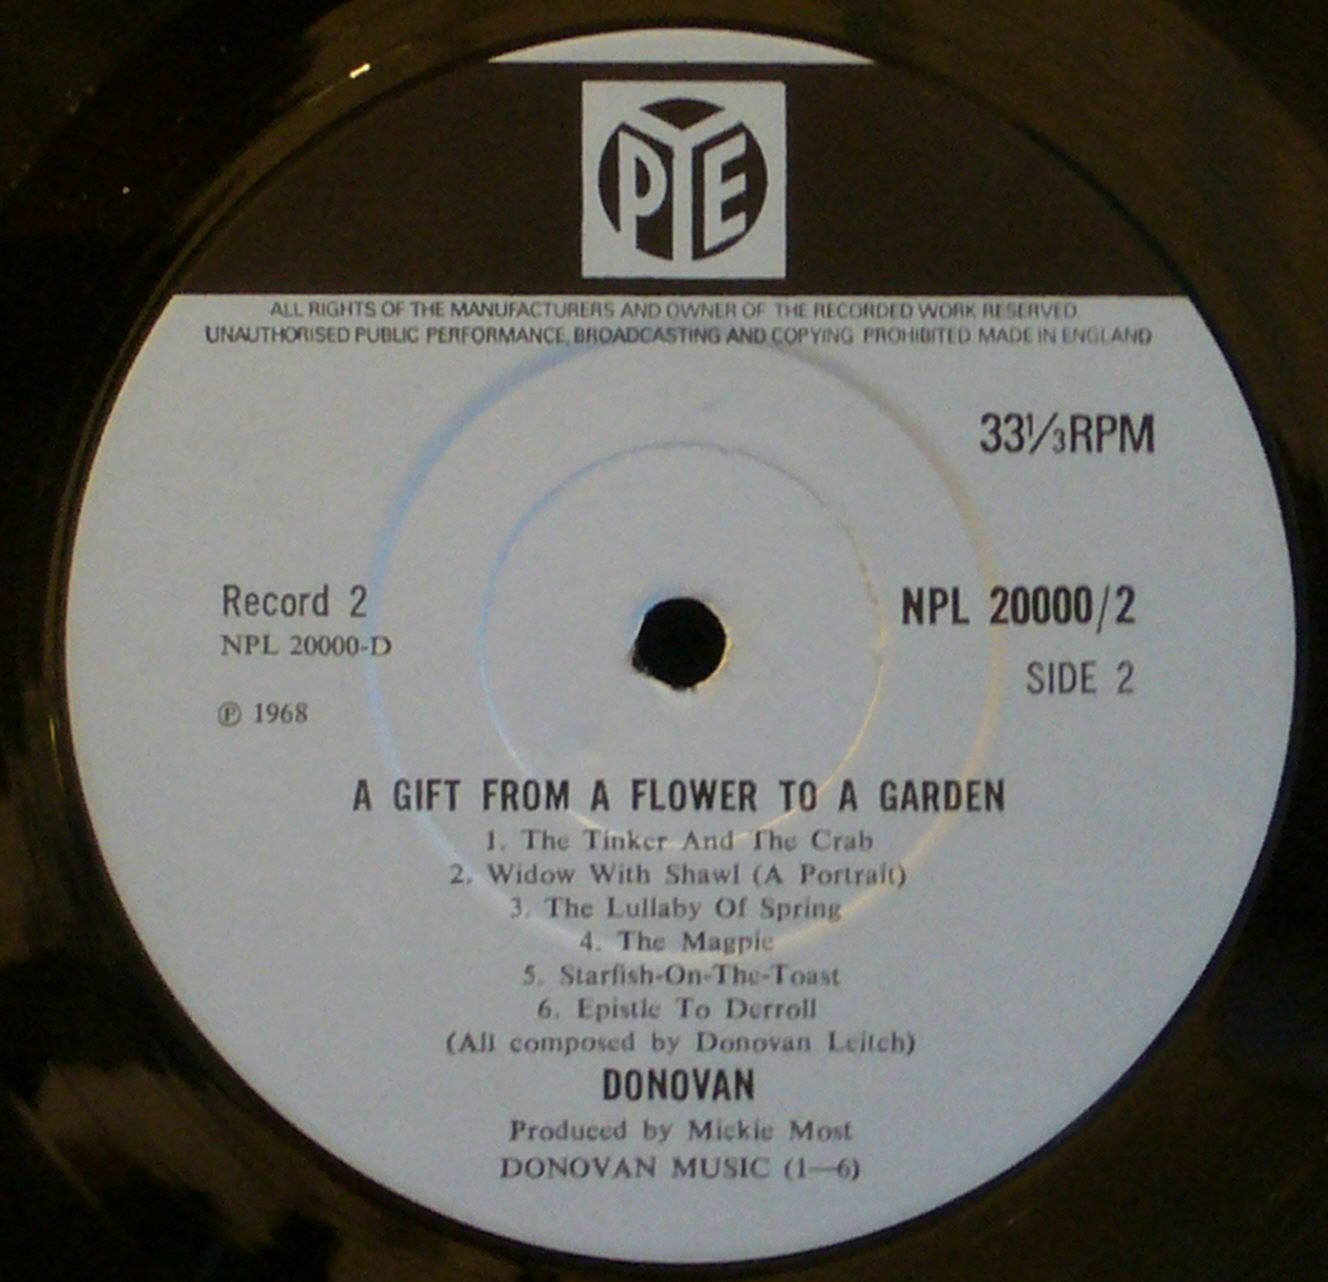 PYE
ALL RIGHTS OF THE MANUFACTURERS AND OWNER OF THE RECORDED WORK RESERVED.
UNAUTHORISED PUBLIC PERFORMANCE, BROADCASTING AND COPYING PROHIBITED. MADE IN ENGLAND
33⅓RPM
Record 2
NPL 20000-D
℗ 1968
NPL 20000/2
SIDE 2
A GIFT FROM A FLOWER TO A GARDEN
1. The Tinker And The Crab
2. Widow With Shawl (A Portrait)
3. The Lullaby Of Spring
4. The Magpie
5. Starfish-On-The-Toast
6. Epistle To Derroll
(All composed by Donovan Leitch)
DONOVAN
Produced by Mickie Most
DONOVAN MUSIC (1—6)